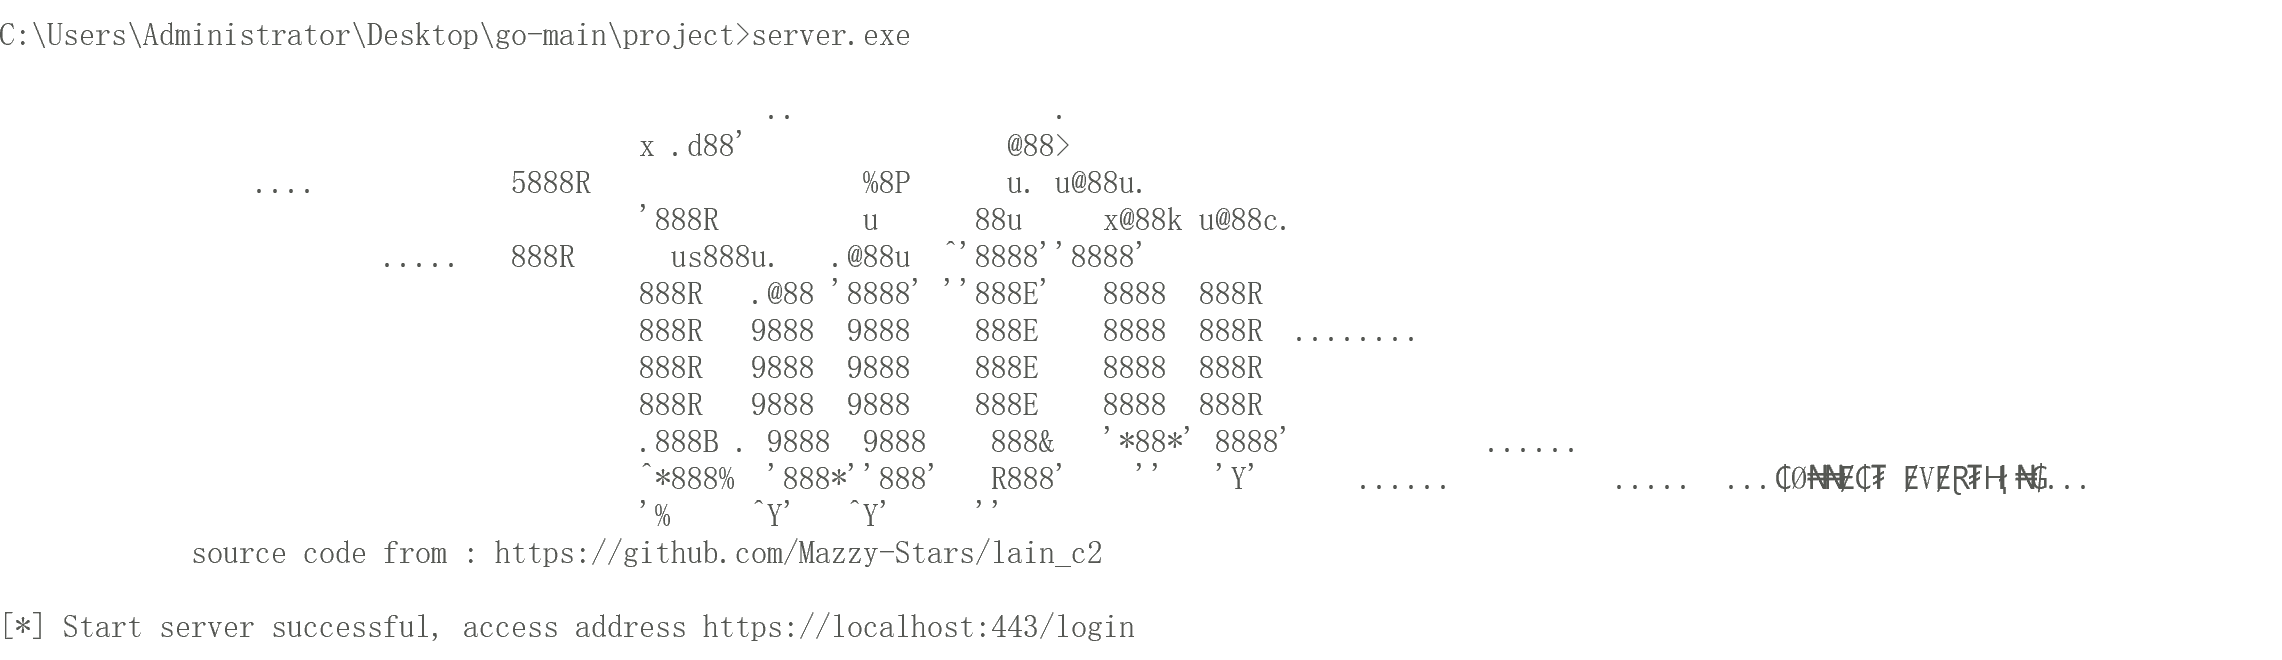 C:\Users\Administrator\Desktop\go-main\project>server.exe
.. .
x .d88' @88>
.... 5888R %8P u. u@88u.
'888R u 88u x@88k u@88c.
..... 888R us888u. .@88u ^'8888''8888'
888R .@88 '8888' ''888E' 8888 888R
888R 9888 9888 888E 8888 888R ........
888R 9888 9888 888E 8888 888R
888R 9888 9888 888E 8888 888R
.888B . 9888 9888 888& '*88*' 8888' ......
^*888% '888*''888' R888' '' 'Y' ...... ..... ...₵Ø₦₦Ɇ₵₮ ɆVɆⱤ₮Ⱨł₦₲...
'% ^Y' ^Y' ''
source code from : https://github.com/Mazzy-Stars/lain_c2
[*] Start server successful, access address https://localhost:443/login